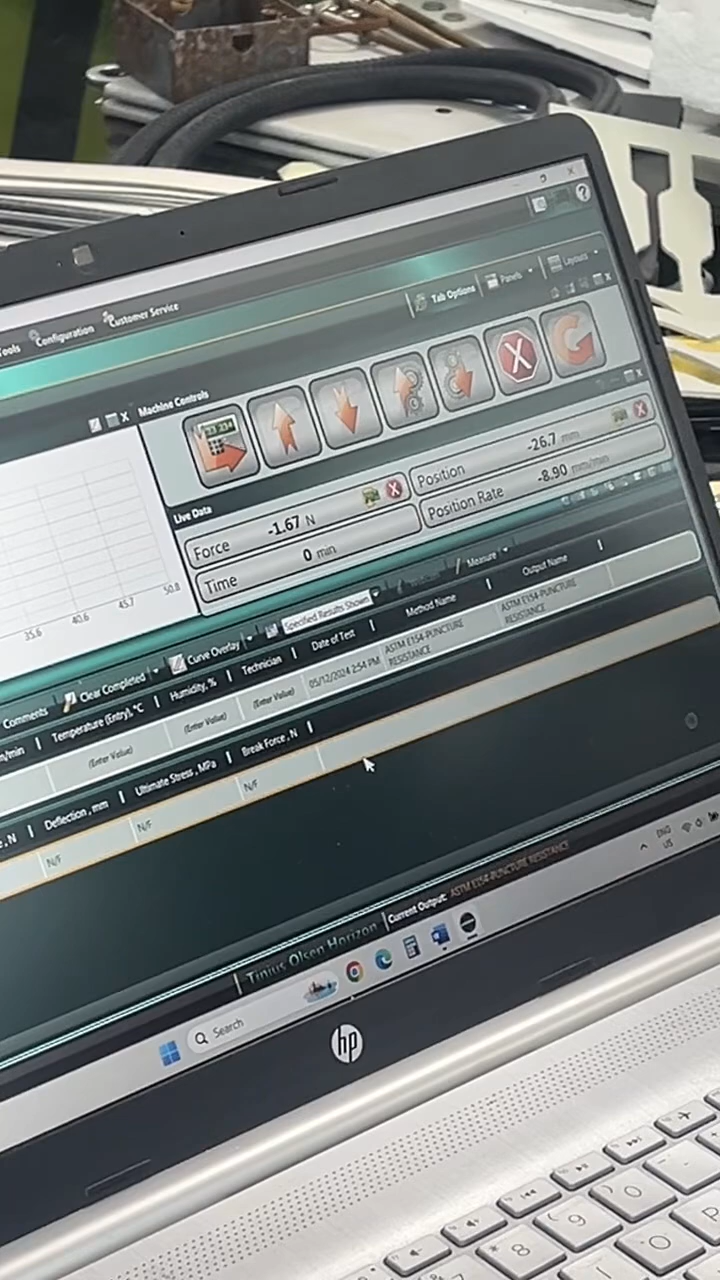 Tools Configuration Customer Service
Tab Options Panels Layouts
X Machine Controls
X
Live Data
Force -1.67 N
Position -26.7 mm
Time 0 min
Position Rate -8.90 mm/min
35.6 40.6 45.7 50.8
Comments Clear Completed Curve Overlay Specified Results Shown Measure
m/min Temperature (Entry), °C Humidity, % Technician Date of Test Method Name Output Name
(Enter Value) (Enter Value) (Enter Value) 05/12/2024 2:54 PM ASTM E154-PUNCTURE RESISTANCE ASTM E154-PUNCTURE RESISTANCE
, N Deflection , mm Ultimate Stress , MPa Break Force , N
N/F N/F N/F
Tinius Olsen Horizon Current Output: ASTM E154-PUNCTURE RESISTANCE
Search
ENG
US
hp
8 9 0
7 I O P